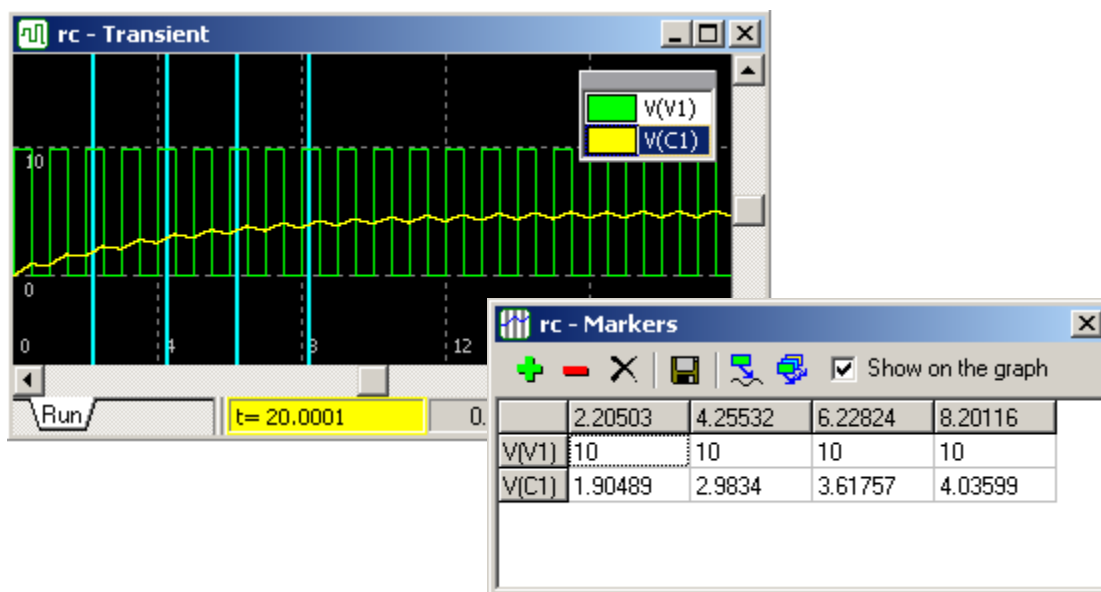 rc - Transient
V(V1)
V(C1)
10
0
0 4 8 12
Run
t= 20.0001
0.
rc - Markers
Show on the graph
2.20503 4.25532 6.22824 8.20116
V(V1) 10 10 10 10
V(C1) 1.90489 2.9834 3.61757 4.03599